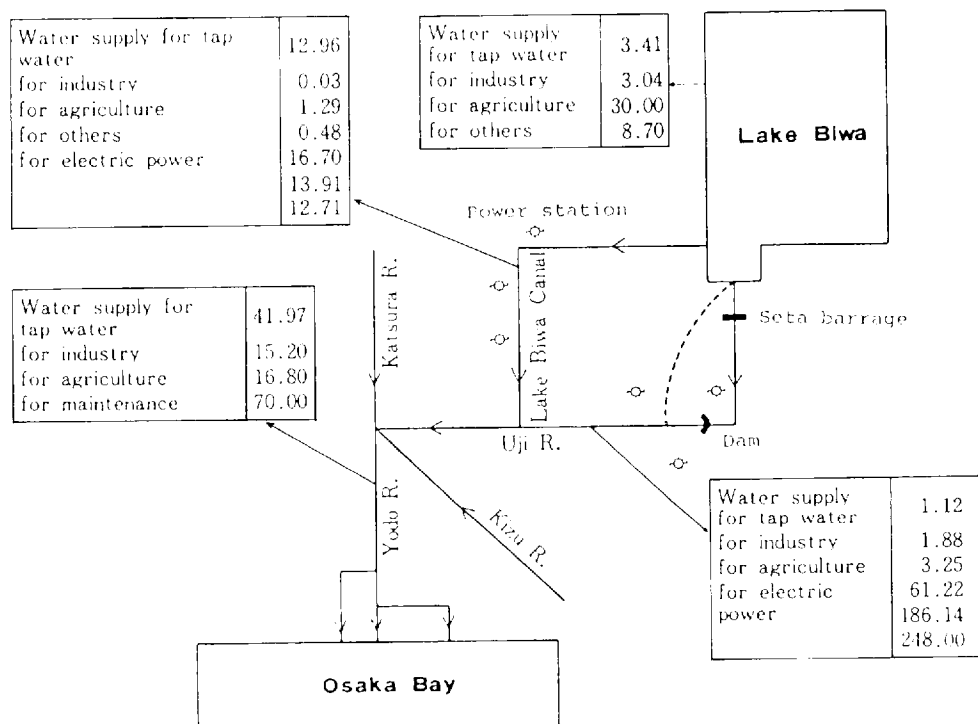 Water supply for tap 12.96
water
for industry 0.03
for agriculture 1.29
for others 0.48
for electric power 16.70
13.91
12.71
Water supply 3.41
for tap water
for industry 3.04
for agriculture 30.00
for others 8.70
Lake Biwa
Power station
Katsura R.
Lake Biwa Canal
Seta barrage
Water supply for 41.97
tap water
for industry 15.20
for agriculture 16.80
for maintenance 70.00
Uji R.
Dam
Yodo R.
Kizu R.
Water supply 1.12
for tap water
for industry 1.88
for agriculture 3.25
for electric 61.22
power 186.14
248.00
Osaka Bay